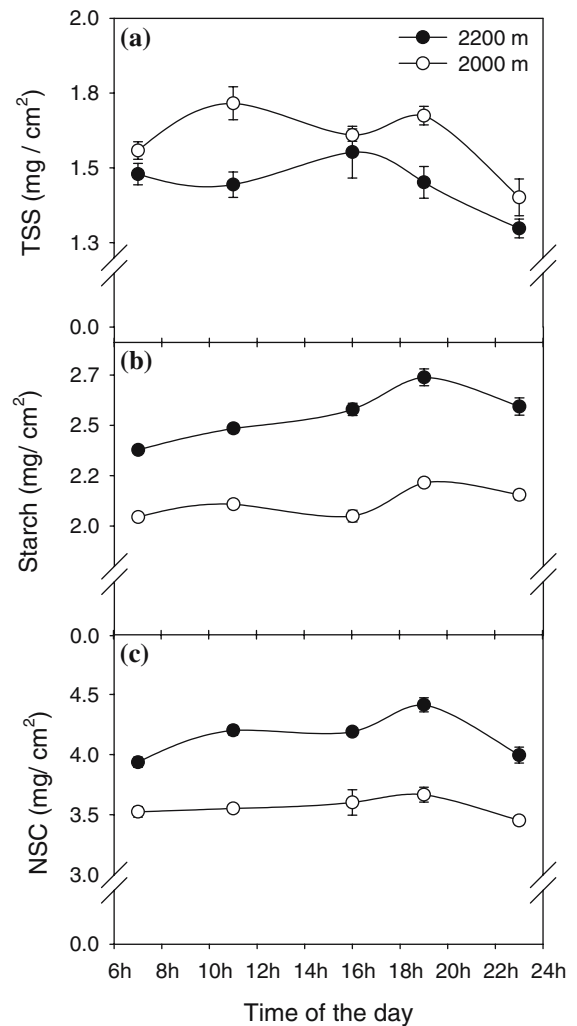 (a)
2200 m
2000 m
2.0
1.8
1.5
1.3
0.0
TSS (mg / cm²)
(b)
2.7
2.5
2.2
2.0
0.0
Starch (mg/ cm²)
(c)
4.5
4.0
3.5
3.0
0.0
NSC (mg/ cm²)
6h 8h 10h 12h 14h 16h 18h 20h 22h 24h
Time of the day